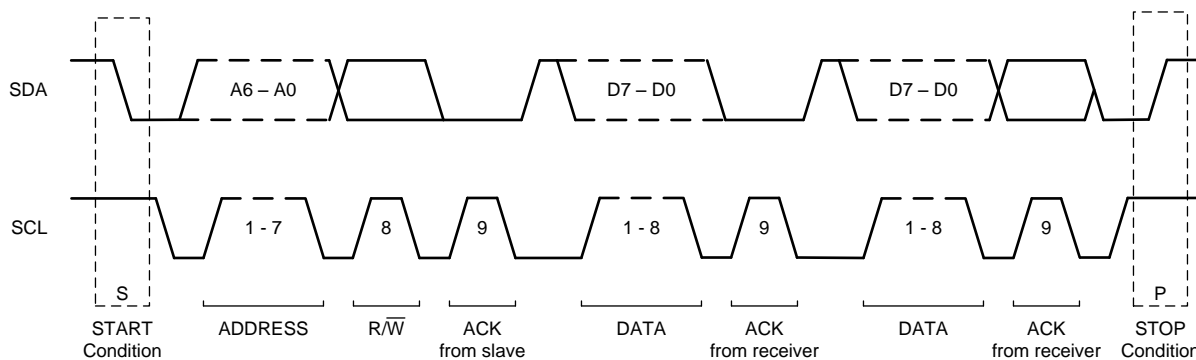 SDA
A6 – A0
D7 – D0
D7 – D0
SCL
1 - 7
8
9
1 - 8
9
1 - 8
9
S
P
START
Condition
ADDRESS
R/W̅
ACK
from slave
DATA
ACK
from receiver
DATA
ACK
from receiver
STOP
Condition